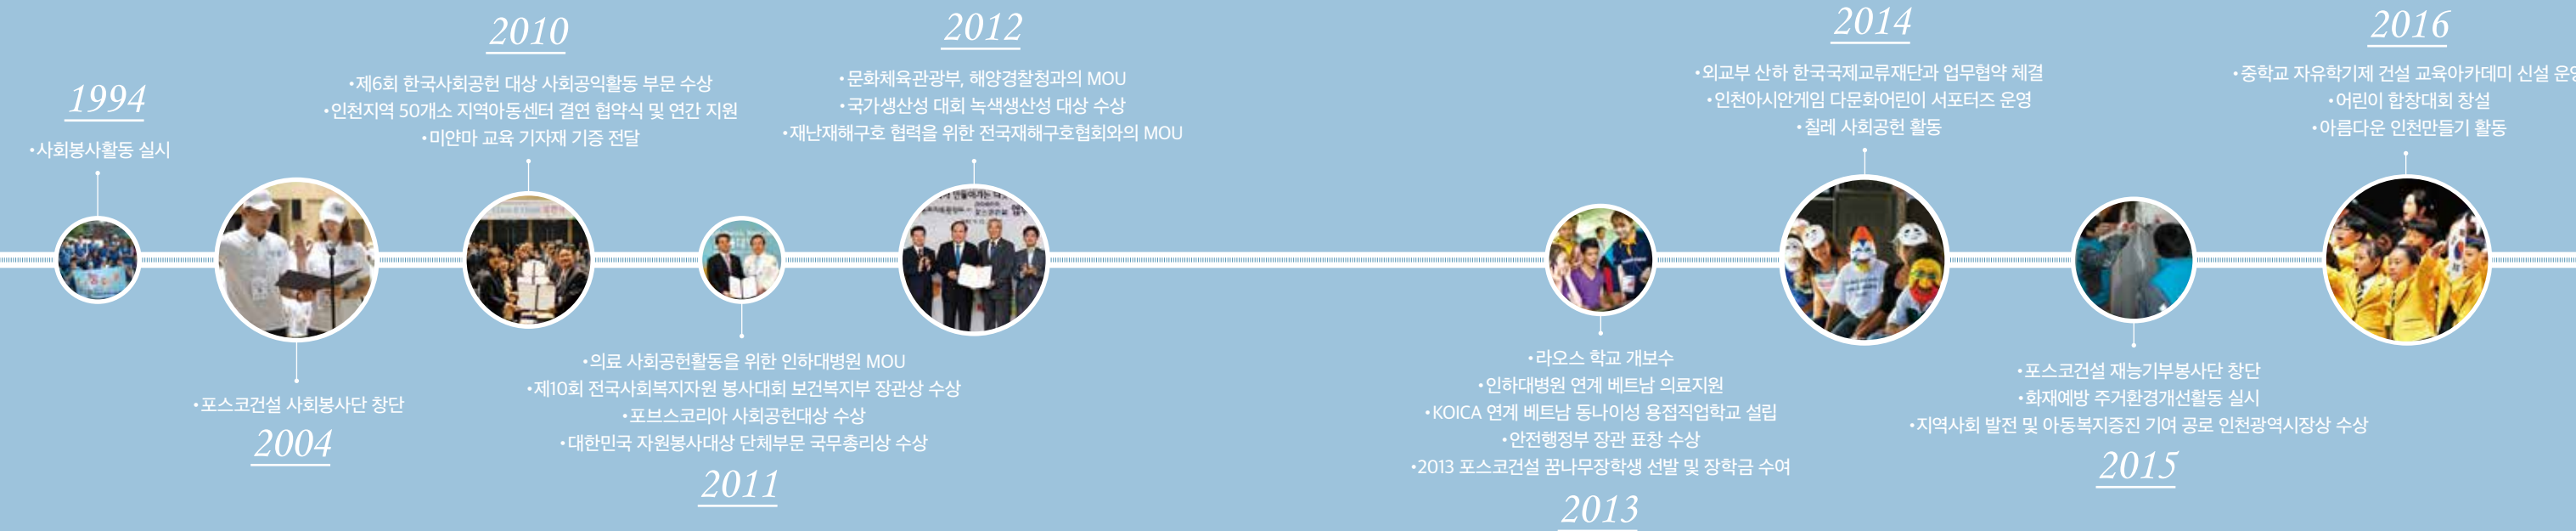 1994
•사회봉사활동 실시
•포스코건설 사회봉사단 창단
2004
2010
•제6회 한국사회공헌 대상 사회공익활동 부문 수상
•인천지역 50개소 지역아동센터 결연 협약식 및 연간 지원
•미얀마 교육 기자재 기증 전달
•의료 사회공헌활동을 위한 인하대병원 MOU
•제10회 전국사회복지자원 봉사대회 보건복지부 장관상 수상
•포브스코리아 사회공헌대상 수상
•대한민국 자원봉사대상 단체부문 국무총리상 수상
2011
2012
•문화체육관광부, 해양경찰청과의 MOU
•국가생산성 대회 녹색생산성 대상 수상
•재난재해구호 협력을 위한 전국재해구호협회와의 MOU
•라오스 학교 개보수
•인하대병원 연계 베트남 의료지원
•KOICA 연계 베트남 동나이성 용접직업학교 설립
•안전행정부 장관 표창 수상
•2013 포스코건설 꿈나무장학생 선발 및 장학금 수여
2013
2014
•외교부 산하 한국국제교류재단과 업무협약 체결
•인천아시안게임 다문화어린이 서포터즈 운영
•칠레 사회공헌 활동
•포스코건설 재능기부봉사단 창단
•화재예방 주거환경개선활동 실시
•지역사회 발전 및 아동복지증진 기여 공로 인천광역시장상 수상
2015
2016
•중학교 자유학기제 건설 교육아카데미 신설 운영
•어린이 합창대회 창설
•아름다운 인천만들기 활동